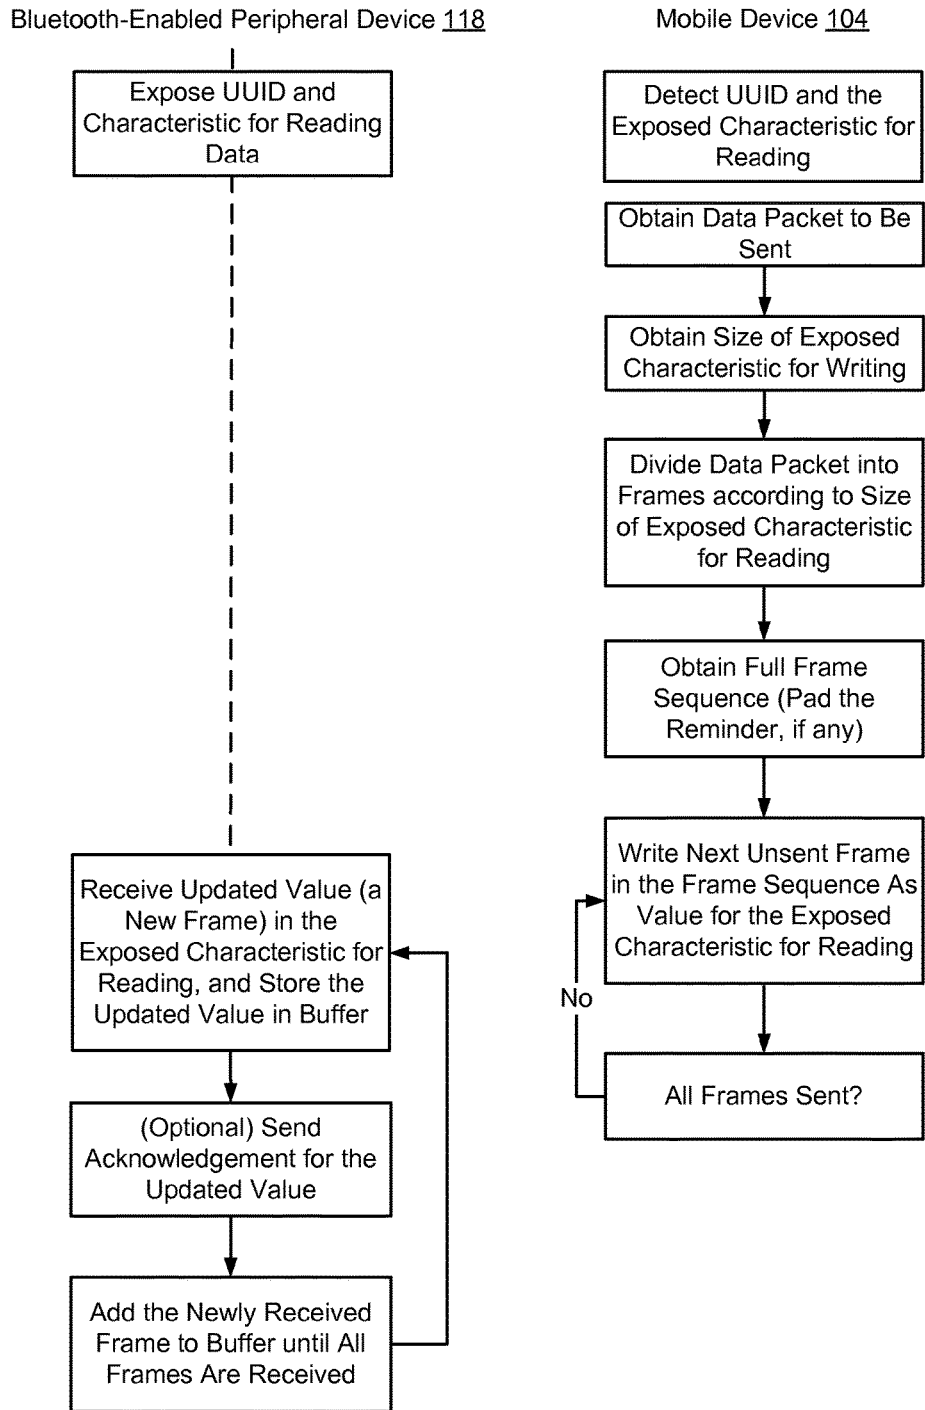 Bluetooth-Enabled Peripheral Device 118
Expose UUID and
Characteristic for Reading
Data
Receive Updated Value (a
New Frame) in the
Exposed Characteristic for
Reading, and Store the
Updated Value in Buffer
(Optional) Send
Acknowledgement for the
Updated Value
Add the Newly Received
Frame to Buffer until All
Frames Are Received
Mobile Device 104
Detect UUID and the
Exposed Characteristic for
Reading
Obtain Data Packet to Be
Sent
Obtain Size of Exposed
Characteristic for Writing
Divide Data Packet into
Frames according to Size
of Exposed Characteristic
for Reading
Obtain Full Frame
Sequence (Pad the
Reminder, if any)
Write Next Unsent Frame
in the Frame Sequence As
Value for the Exposed
Characteristic for Reading
No
All Frames Sent?